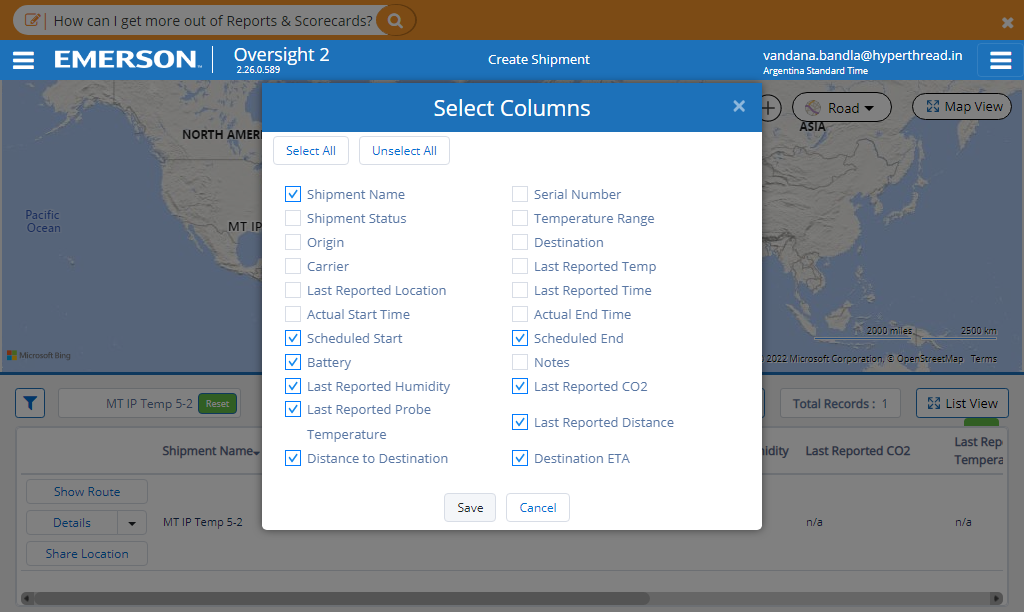 How can I get more out of Reports & Scorecards?
EMERSON
Oversight 2
2.26.0.589
Create Shipment
vandana.bandla@hyperthread.in
Argentina Standard Time
Select Columns
Road
Map View
NORTH AMERI
ASIA
Select All
Unselect All
Shipment Name
Serial Number
Shipment Status
Temperature Range
Pacific
Ocean
MT IP
Origin
Destination
Carrier
Last Reported Temp
Last Reported Location
Last Reported Time
Actual Start Time
Actual End Time
Scheduled Start
Scheduled End
2000 miles
2500 km
Microsoft Bing
Battery
Notes
2022 Microsoft Corporation, © OpenStreetMap Terms
Last Reported Humidity
Last Reported CO2
Last Reported Probe
Temperature
Last Reported Distance
Distance to Destination
Destination ETA
Save
Cancel
MT IP Temp 5-2
Reset
Total Records : 1
List View
Shipment Name
idity
Last Reported CO2
Last Rep
Tempera
Show Route
Details
MT IP Temp 5-2
n/a
n/a
Share Location